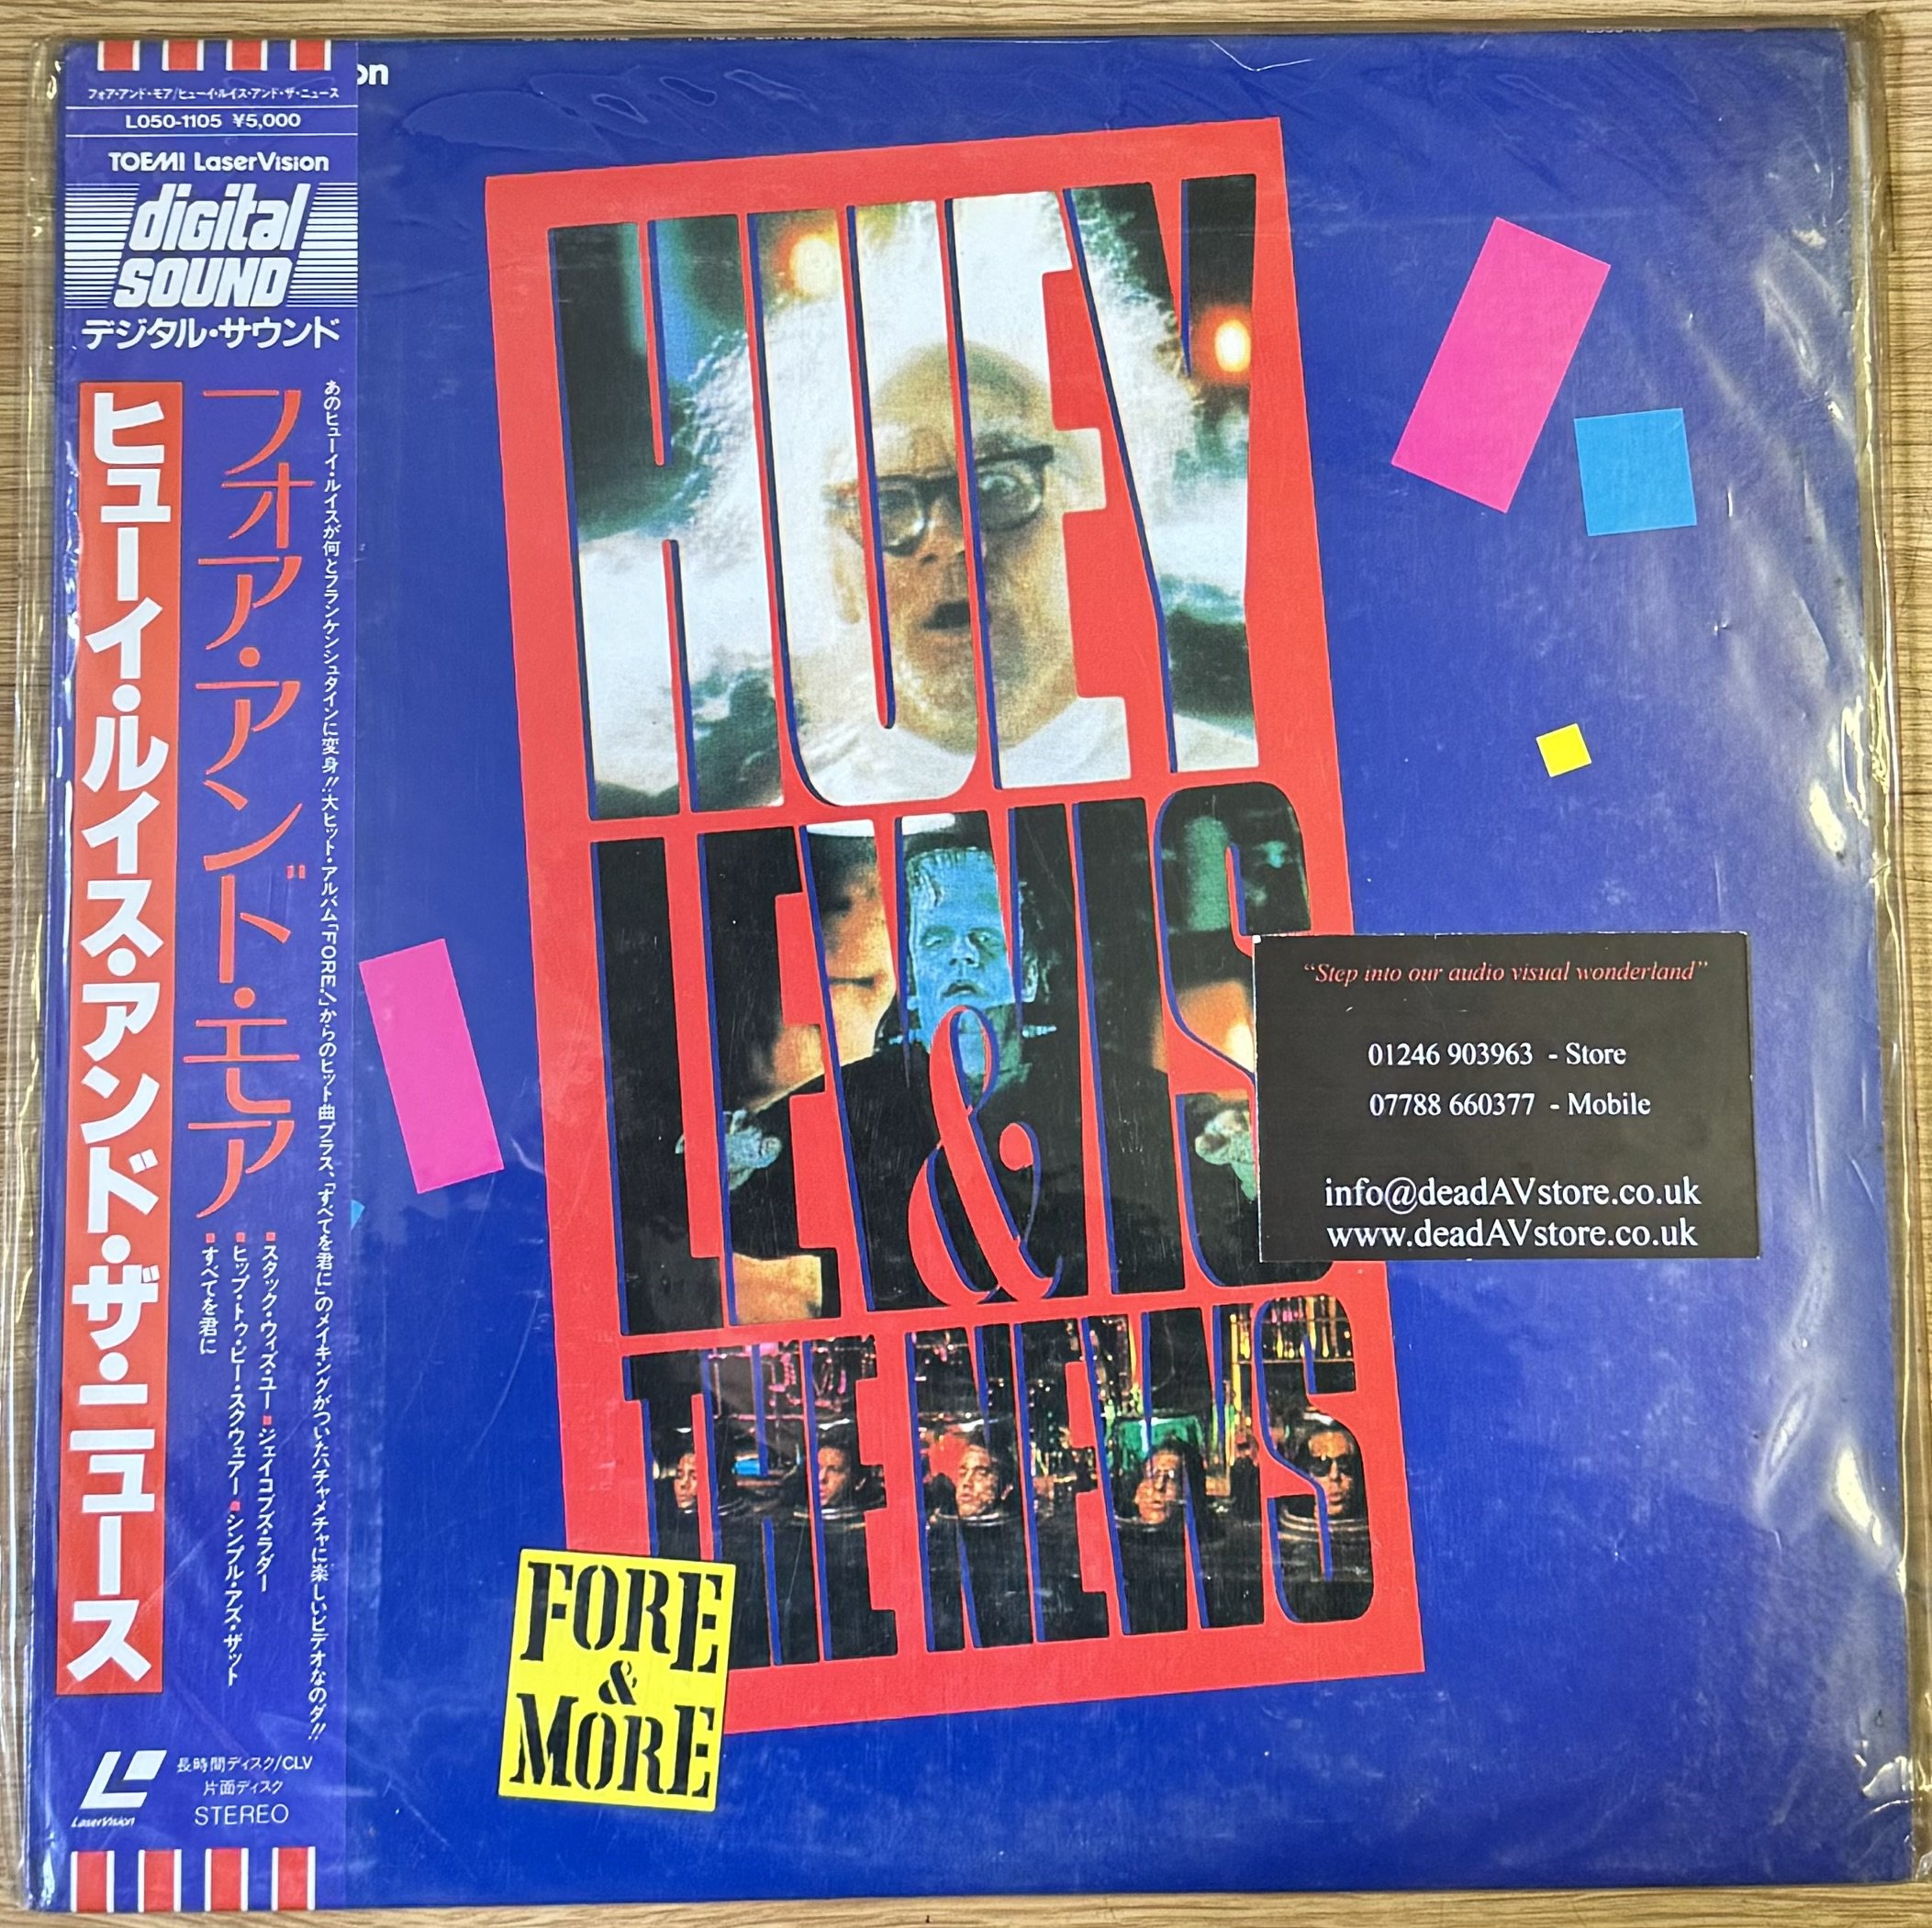 on
フォア・アンド・モア/ヒューイ・ルイス・アンド・ザ・ニュース
L050-1105 ¥5,000
TOEMI LaserVision
digital
SOUND
デジタル・サウンド
あのヒューイ・ルイスが何とフランケンシュタインに変身!!大ヒット・アルバム「FORE!」からのヒット曲プラス、「すべてを君に」のメイキングがついたハチャメチャに楽しいビデオなのダ!!
フォア・アンド・モア
ヒューイ・ルイス・アンド・ザ・ニュース
■スタック・ウィズ・ユー ■ジェイコブズ・ラダー
■ヒップ・トゥ・ビー・スクウェアー ■シンプル・アズ・ザット
■すべてを君に
LaserVision
長時間ディスク/CLV
片面ディスク
STEREO
HUEY
LEWIS
&
THE NEWS
FORE
&
MORE
“Step into our audio visual wonderland”
01246 903963 - Store
07788 660377 - Mobile
info@deadAVstore.co.uk
www.deadAVstore.co.uk